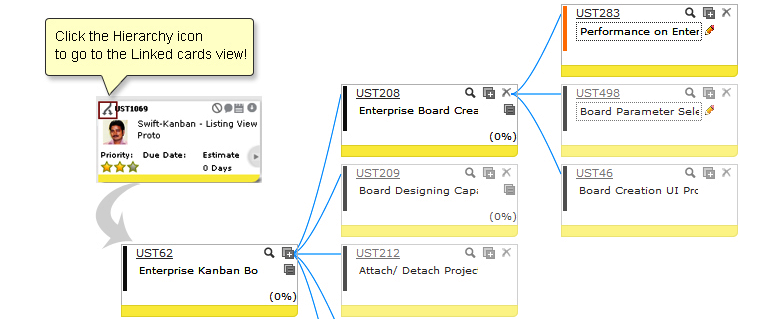 Click the Hierarchy icon
to go to the Linked cards view!
UST1069
Swift-Kanban - Listing View
Proto
Priority: Due Date: Estimate
0 Days
UST62
Enterprise Kanban Bo
(0%)
UST208
Enterprise Board Crea
(0%)
UST209
Board Designing Capa
(0%)
UST212
Attach/ Detach Project
UST283
Performance on Enter
UST498
Board Parameter Sele
UST46
Board Creation UI Pro